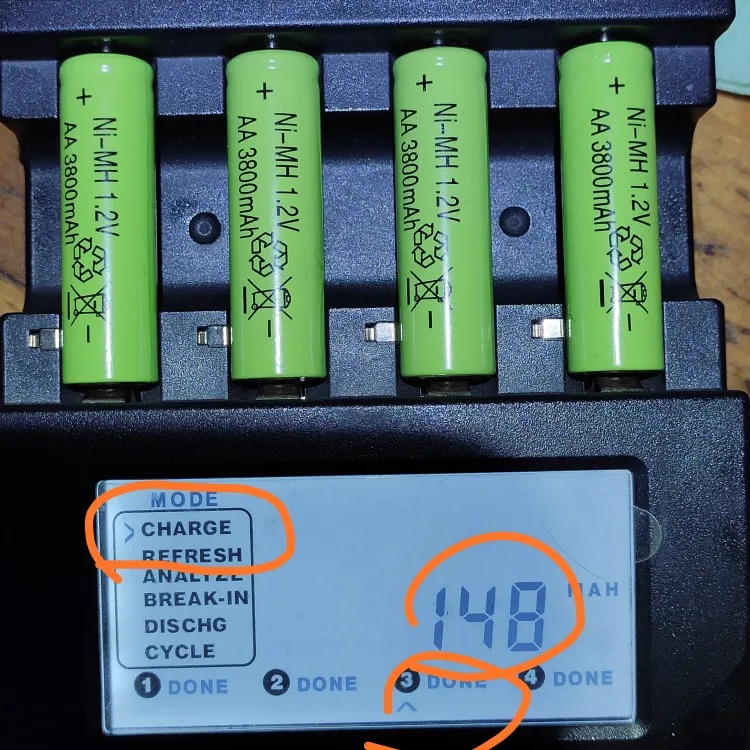 +
Ni-MH 1.2V
AA 3800mAh
-
+
Ni-MH 1.2V
AA 3800mAh
-
+
Ni-MH 1.2V
AA 3800mAh
-
+
Ni-MH 1.2V
AA 3800mAh
-
MODE
> CHARGE
REFRESH
ANALYZE
BREAK-IN
DISCHG
CYCLE
148 MAH
1 DONE 2 DONE 3 DONE 4 DONE
^